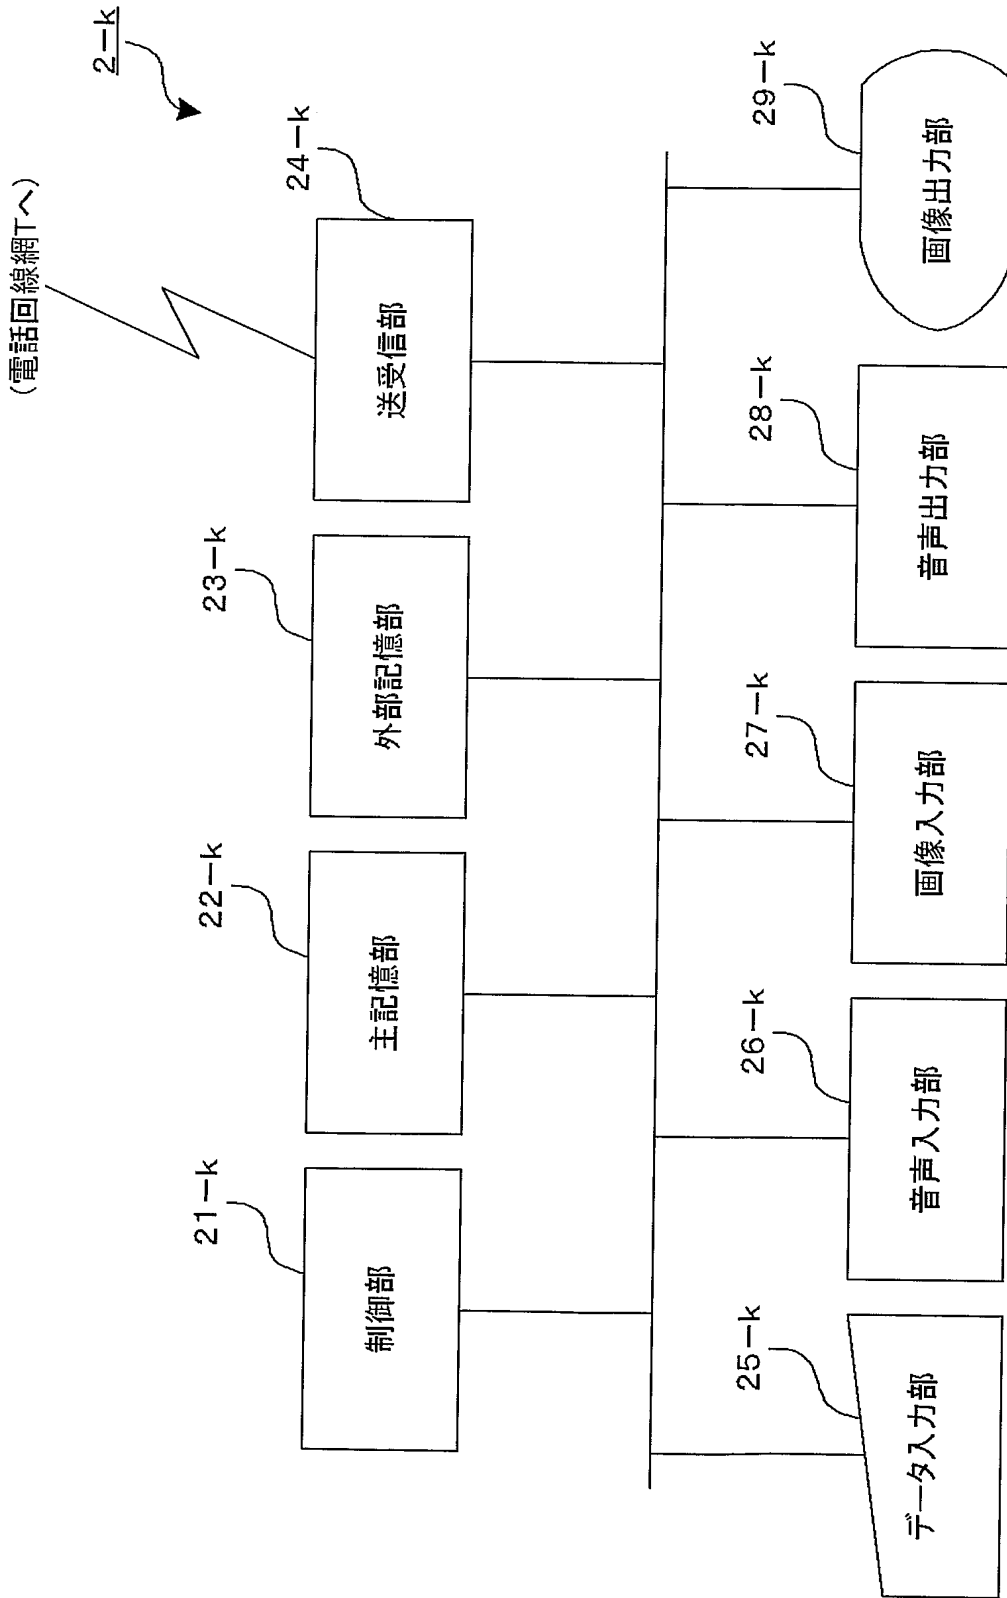 2−k
(電話回線網Tへ)
21−k
制御部
22−k
主記憶部
23−k
外部記憶部
24−k
送受信部
25−k
データ入力部
26−k
音声入力部
27−k
画像入力部
28−k
音声出力部
29−k
画像出力部